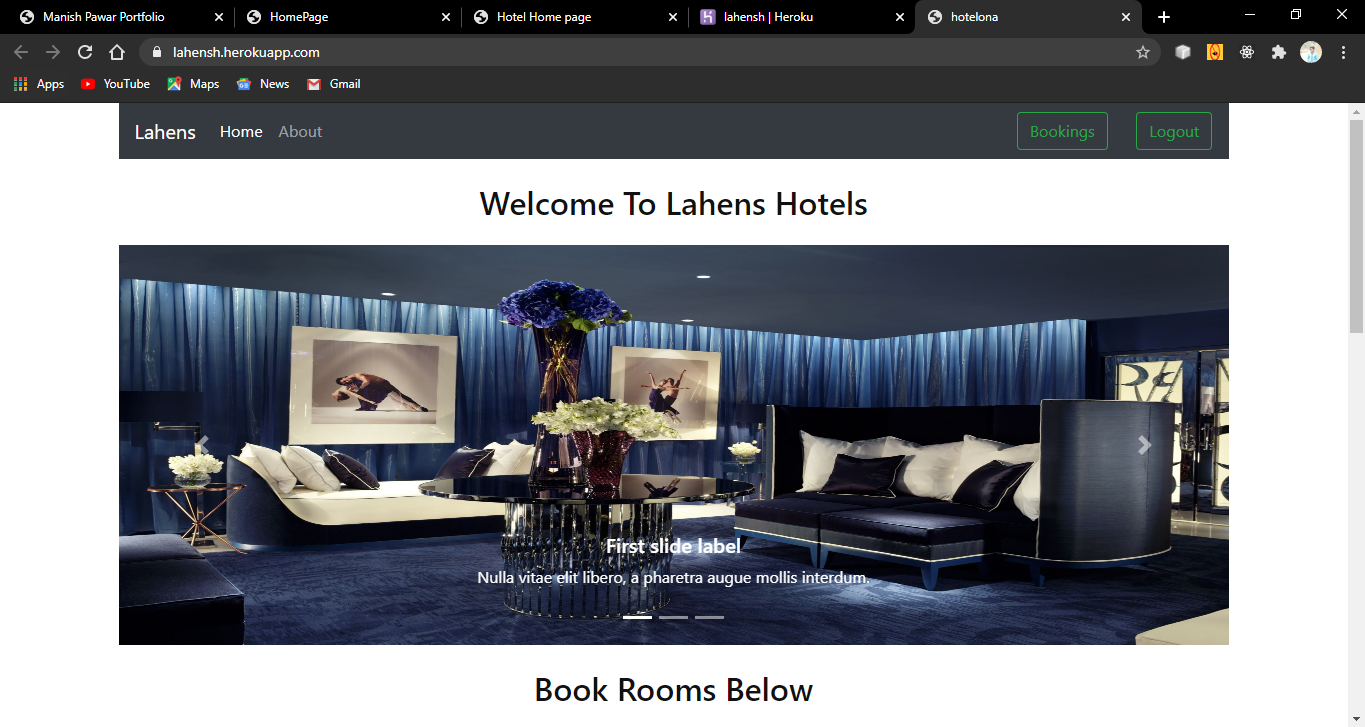 Manish Pawar Portfolio
HomePage
Hotel Home page
lahensh | Heroku
hotelona
lahensh.herokuapp.com
Apps YouTube Maps News Gmail
Lahens Home About Bookings Logout
Welcome To Lahens Hotels
First slide label
Nulla vitae elit libero, a pharetra augue mollis interdum.
Book Rooms Below